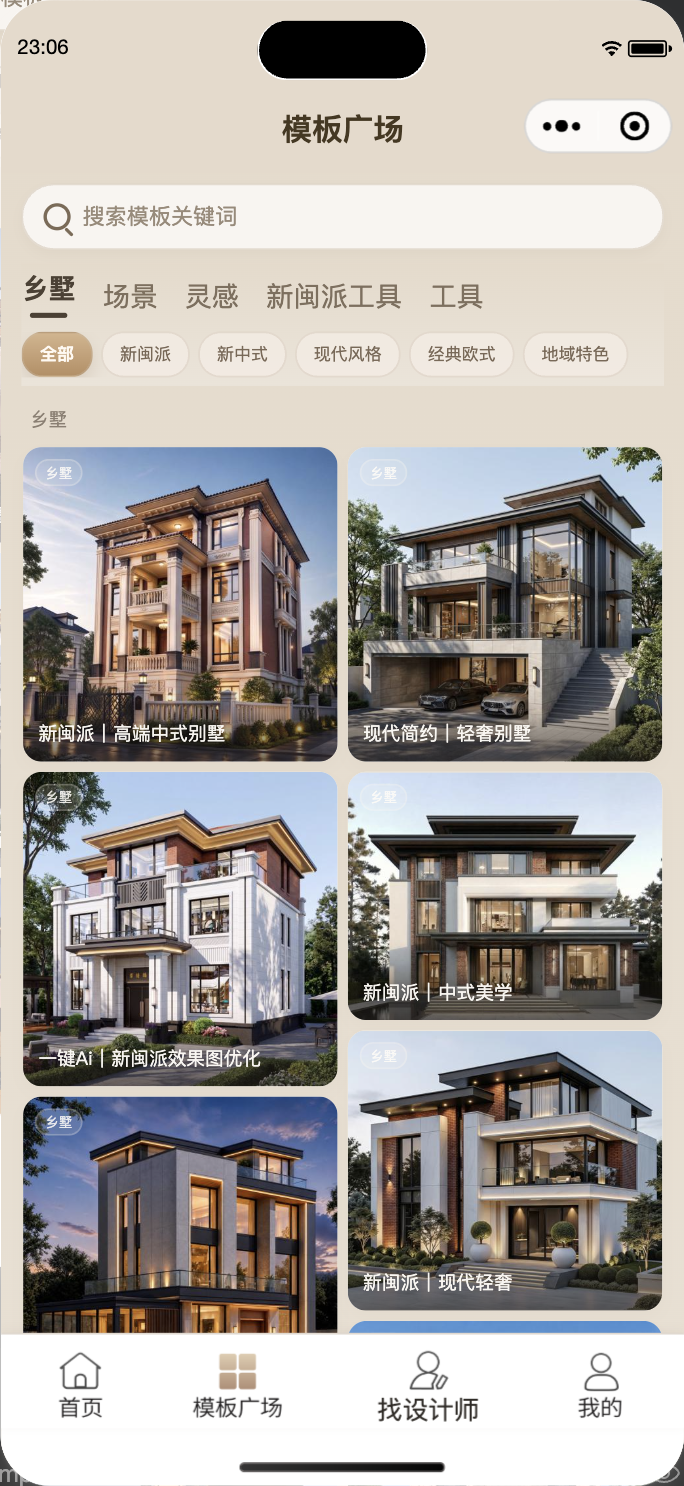 23:06
模板广场
搜索模板关键词
乡墅 场景 灵感 新闽派工具 工具
全部 新闽派 新中式 现代风格 经典欧式 地域特色
乡墅
乡墅
新闽派｜高端中式别墅
乡墅
现代简约｜轻奢别墅
乡墅
一键Ai｜新闽派效果图优化
乡墅
新闽派｜中式美学
乡墅
乡墅
新闽派｜现代轻奢
首页 模板广场 找设计师 我的